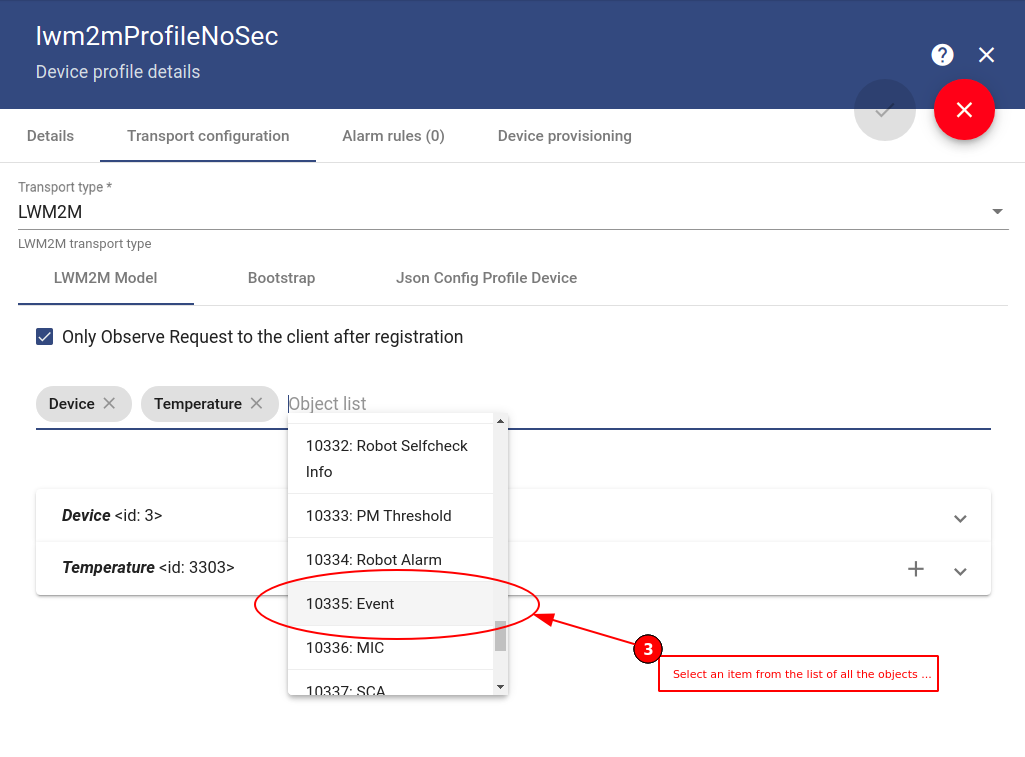 lwm2mProfileNoSec
Device profile details
?
Details Transport configuration Alarm rules (0) Device provisioning
Transport type *
LWM2M
LWM2M transport type
LWM2M Model Bootstrap Json Config Profile Device
Only Observe Request to the client after registration
Device Temperature Object list
10332: Robot Selfcheck
Info
10333: PM Threshold
10334: Robot Alarm
10335: Event
10336: MIC
10337: SCA
Device <id: 3>
Temperature <id: 3303>
3
Select an item from the list of all the objects ...